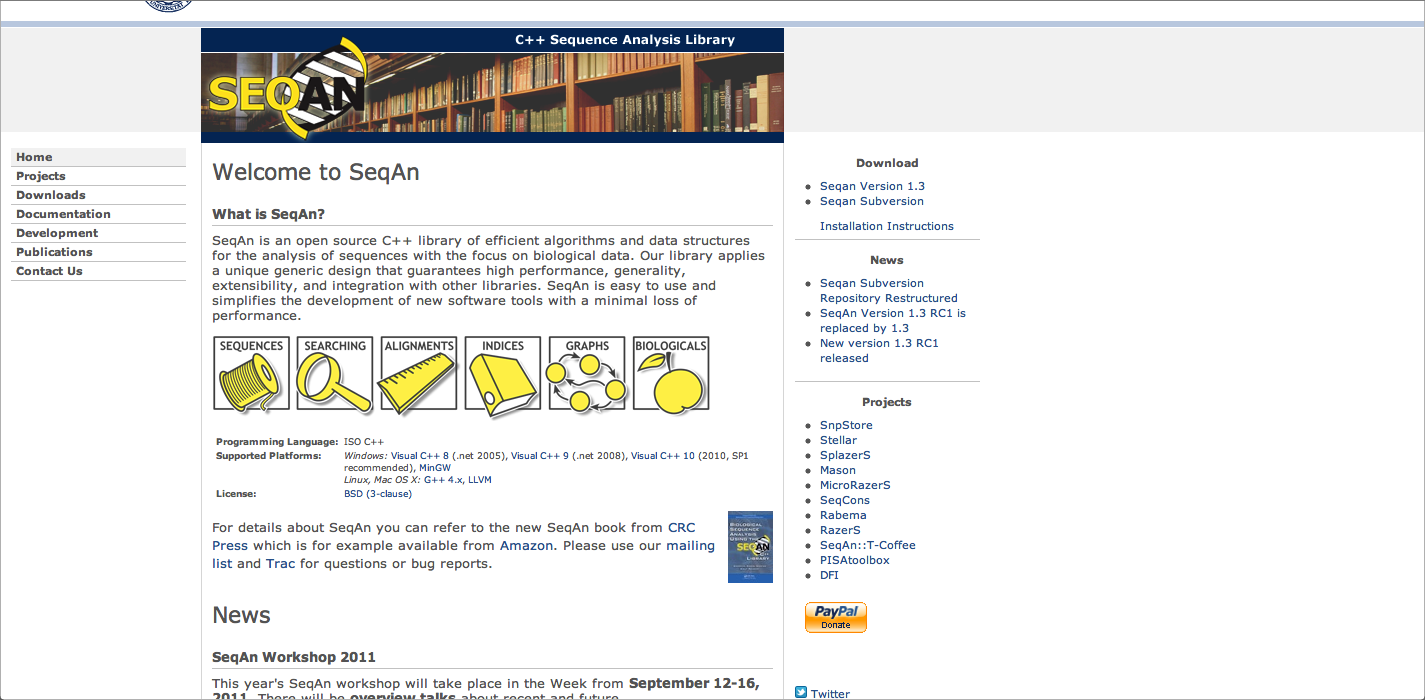 C++ Sequence Analysis Library
SEQAN
Home
Projects
Downloads
Documentation
Development
Publications
Contact Us
Welcome to SeqAn
What is SeqAn?
SeqAn is an open source C++ library of efficient algorithms and data structures
for the analysis of sequences with the focus on biological data. Our library applies
a unique generic design that guarantees high performance, generality,
extensibility, and integration with other libraries. SeqAn is easy to use and
simplifies the development of new software tools with a minimal loss of
performance.
SEQUENCES SEARCHING ALIGNMENTS INDICES GRAPHS BIOLOGICALS
Programming Language: ISO C++
Supported Platforms: Windows: Visual C++ 8 (.net 2005), Visual C++ 9 (.net 2008), Visual C++ 10 (2010, SP1
recommended), MinGW
Linux, Mac OS X: G++ 4.x, LLVM
License: BSD (3-clause)
For details about SeqAn you can refer to the new SeqAn book from CRC
Press which is for example available from Amazon. Please use our mailing
list and Trac for questions or bug reports.
BIOLOGICAL
SEQUENCE
ANALYSIS
USING THE
SEQAN
C++
LIBRARY
News
SeqAn Workshop 2011
This year's SeqAn workshop will take place in the Week from September 12-16,
2011. There will be overview talks about recent and future
Download
Seqan Version 1.3
Seqan Subversion
Installation Instructions
News
Seqan Subversion
Repository Restructured
SeqAn Version 1.3 RC1 is
replaced by 1.3
New version 1.3 RC1
released
Projects
SnpStore
Stellar
SplazerS
Mason
MicroRazerS
SeqCons
Rabema
RazerS
SeqAn::T-Coffee
PISAtoolbox
DFI
PayPal
Donate
Twitter